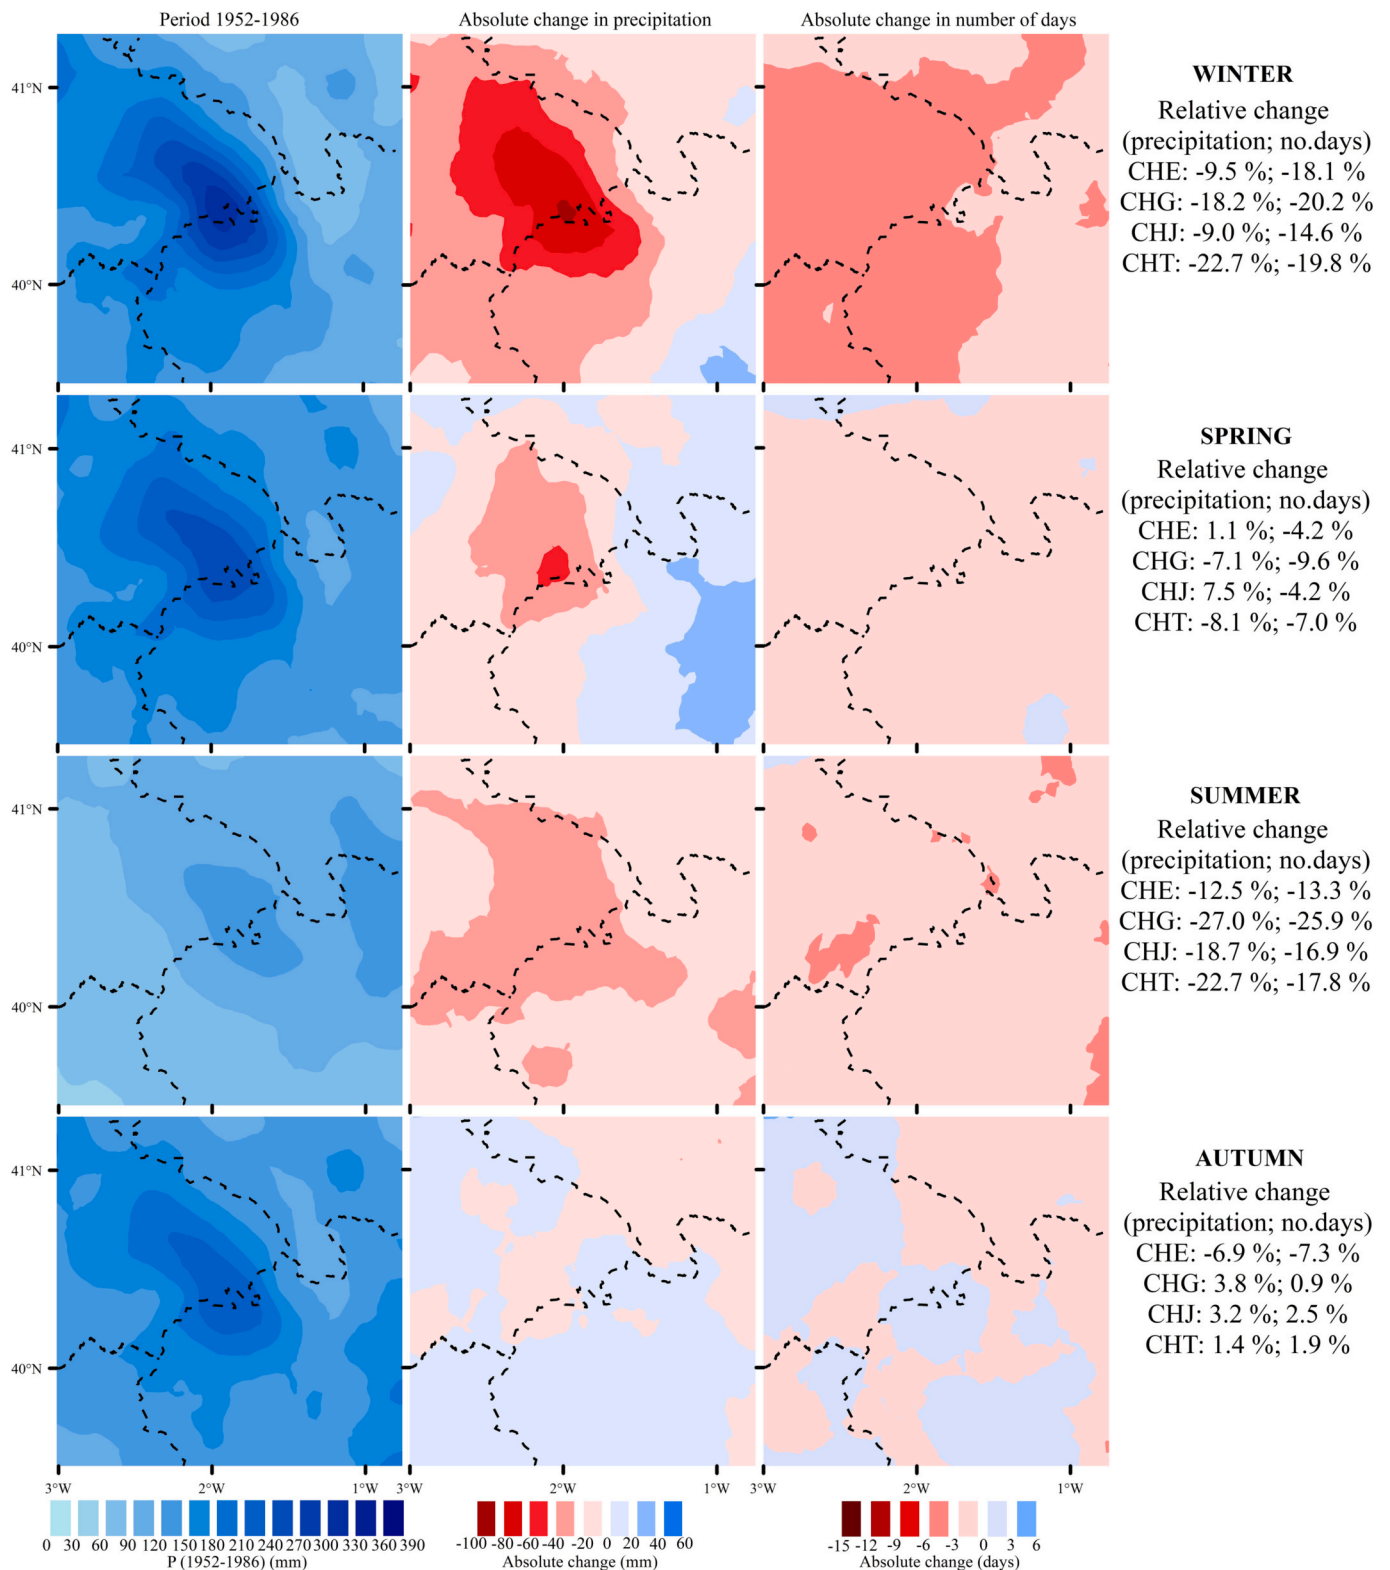 Period 1952-1986
Absolute change in precipitation
Absolute change in number of days
41°N
40°N
3°W
2°W
1°W
WINTER
Relative change
(precipitation; no.days)
CHE: -9.5 %; -18.1 %
CHG: -18.2 %; -20.2 %
CHJ: -9.0 %; -14.6 %
CHT: -22.7 %; -19.8 %
41°N
40°N
SPRING
Relative change
(precipitation; no.days)
CHE: 1.1 %; -4.2 %
CHG: -7.1 %; -9.6 %
CHJ: 7.5 %; -4.2 %
CHT: -8.1 %; -7.0 %
41°N
40°N
SUMMER
Relative change
(precipitation; no.days)
CHE: -12.5 %; -13.3 %
CHG: -27.0 %; -25.9 %
CHJ: -18.7 %; -16.9 %
CHT: -22.7 %; -17.8 %
41°N
40°N
AUTUMN
Relative change
(precipitation; no.days)
CHE: -6.9 %; -7.3 %
CHG: 3.8 %; 0.9 %
CHJ: 3.2 %; 2.5 %
CHT: 1.4 %; 1.9 %
3°W 2°W 1°W 3°W 2°W 1°W 3°W 2°W 1°W
0 30 60 90 120 150 180 210 240 270 300 330 360 390
P (1952-1986) (mm)
-100 -80 -60 -40 -20 0 20 40 60
Absolute change (mm)
-15 -12 -9 -6 -3 0 3 6
Absolute change (days)